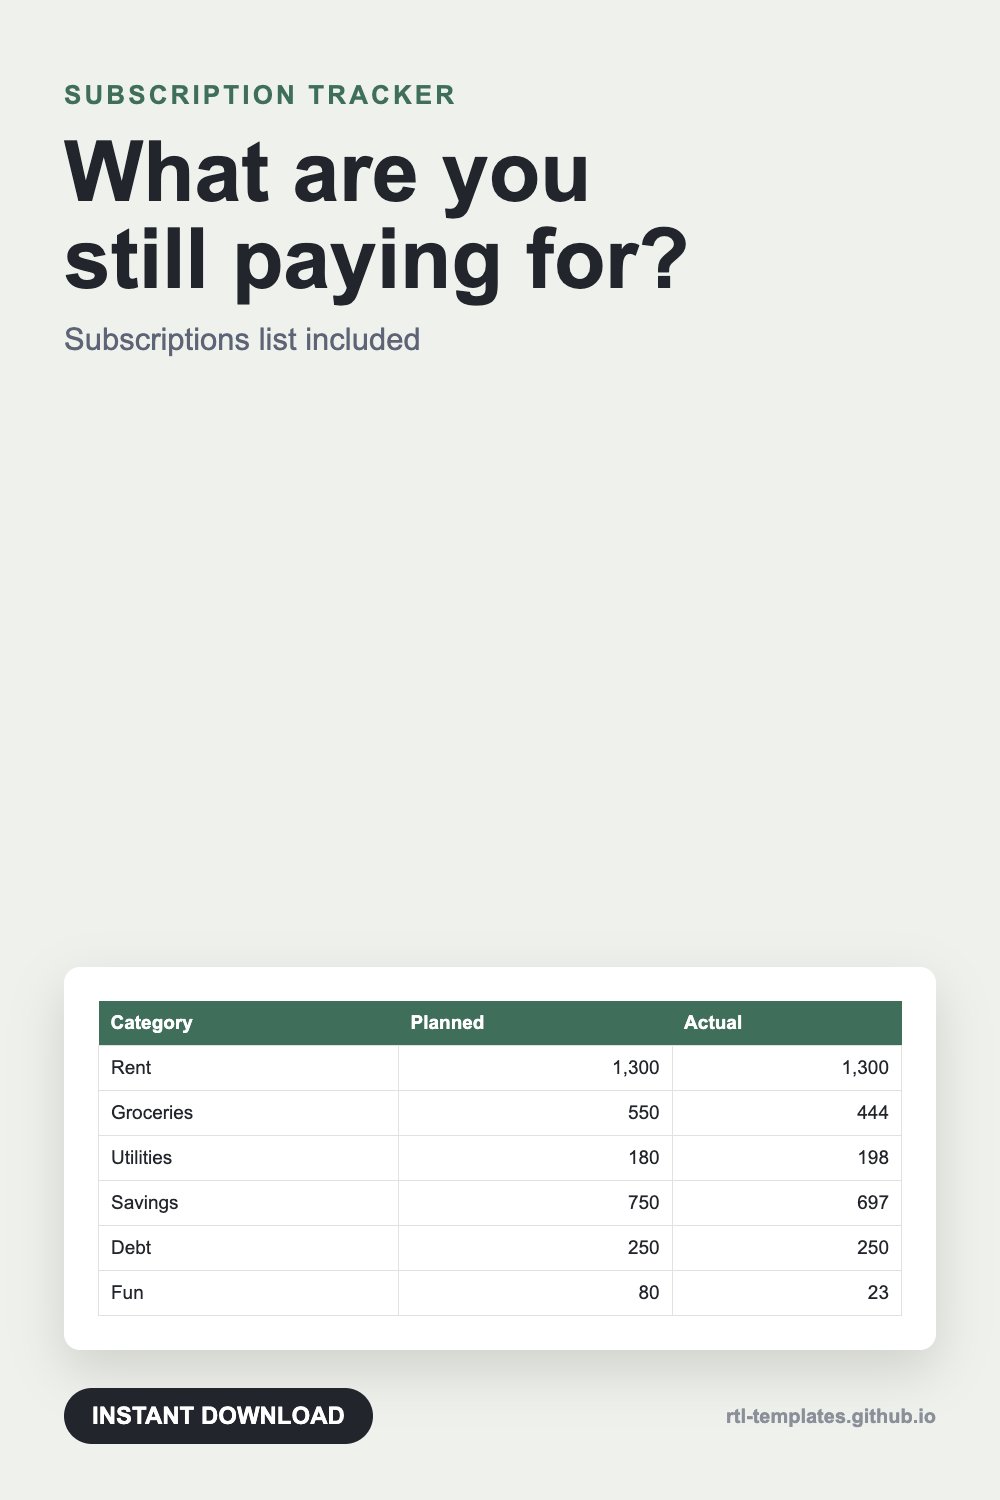 SUBSCRIPTION TRACKER
What are you
still paying for?
Subscriptions list included
Category Planned Actual
Rent 1,300 1,300
Groceries 550 444
Utilities 180 198
Savings 750 697
Debt 250 250
Fun 80 23
INSTANT DOWNLOAD
rtl-templates.github.io